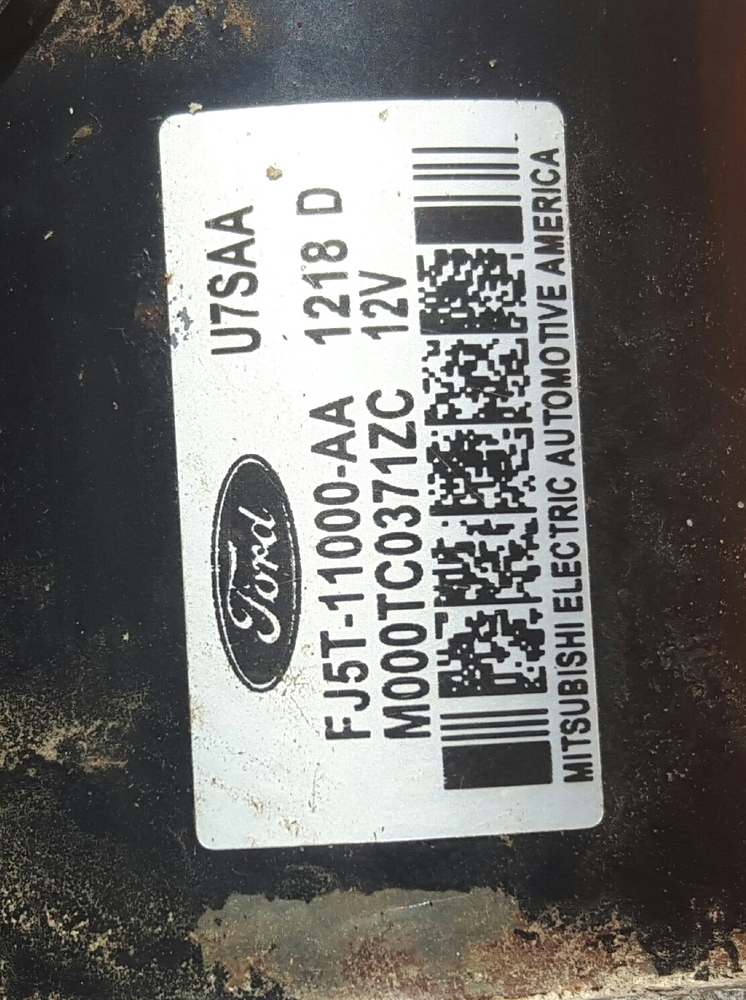 Ford U7SAA
FJ5T-11000-AA 1218 D
M000TC0371ZC 12V
MITSUBISHI ELECTRIC AUTOMOTIVE AMERICA